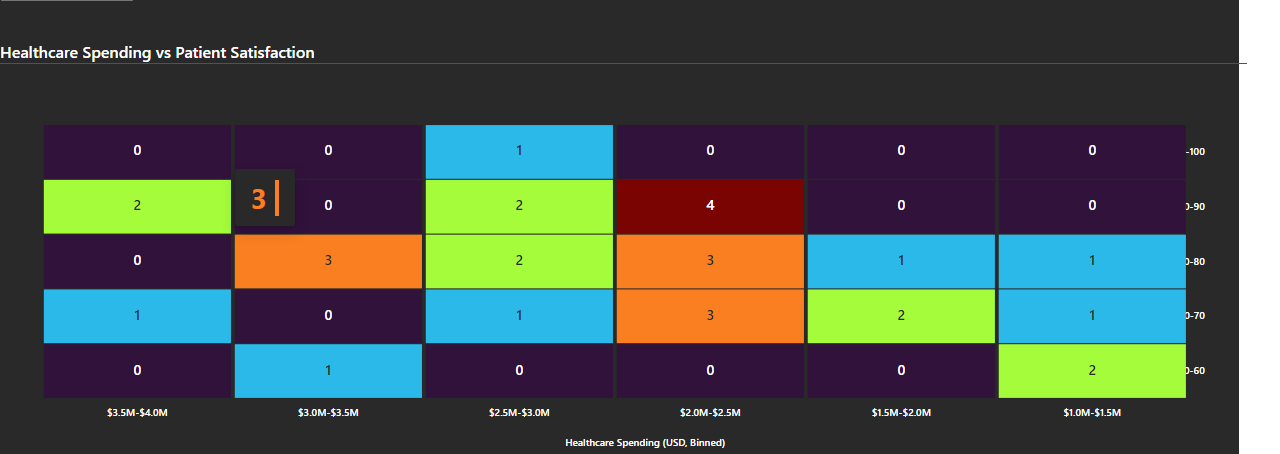 Healthcare Spending vs Patient Satisfaction
0 0 1 0 0 0 -100
2 0 2 4 0 0 0-90
3
0 3 2 3 1 1 0-80
1 0 1 3 2 1 0-70
0 1 0 0 0 2 0-60
$3.5M-$4.0M $3.0M-$3.5M $2.5M-$3.0M $2.0M-$2.5M $1.5M-$2.0M $1.0M-$1.5M
Healthcare Spending (USD, Binned)